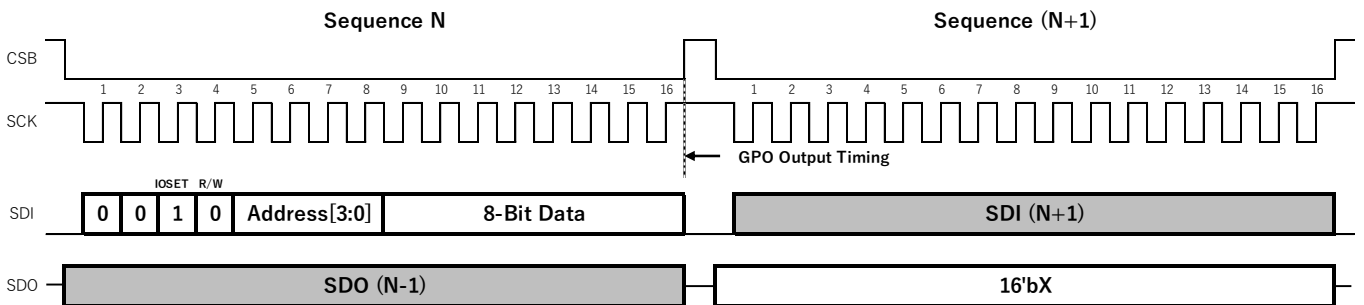 Sequence N Sequence (N+1)
CSB
1 2 3 4 5 6 7 8 9 10 11 12 13 14 15 16 1 2 3 4 5 6 7 8 9 10 11 12 13 14 15 16
SCK
GPO Output Timing
IOSET R/W
SDI 0 0 1 0 Address[3:0] 8-Bit Data SDI (N+1)
SDO SDO (N-1) 16'bX